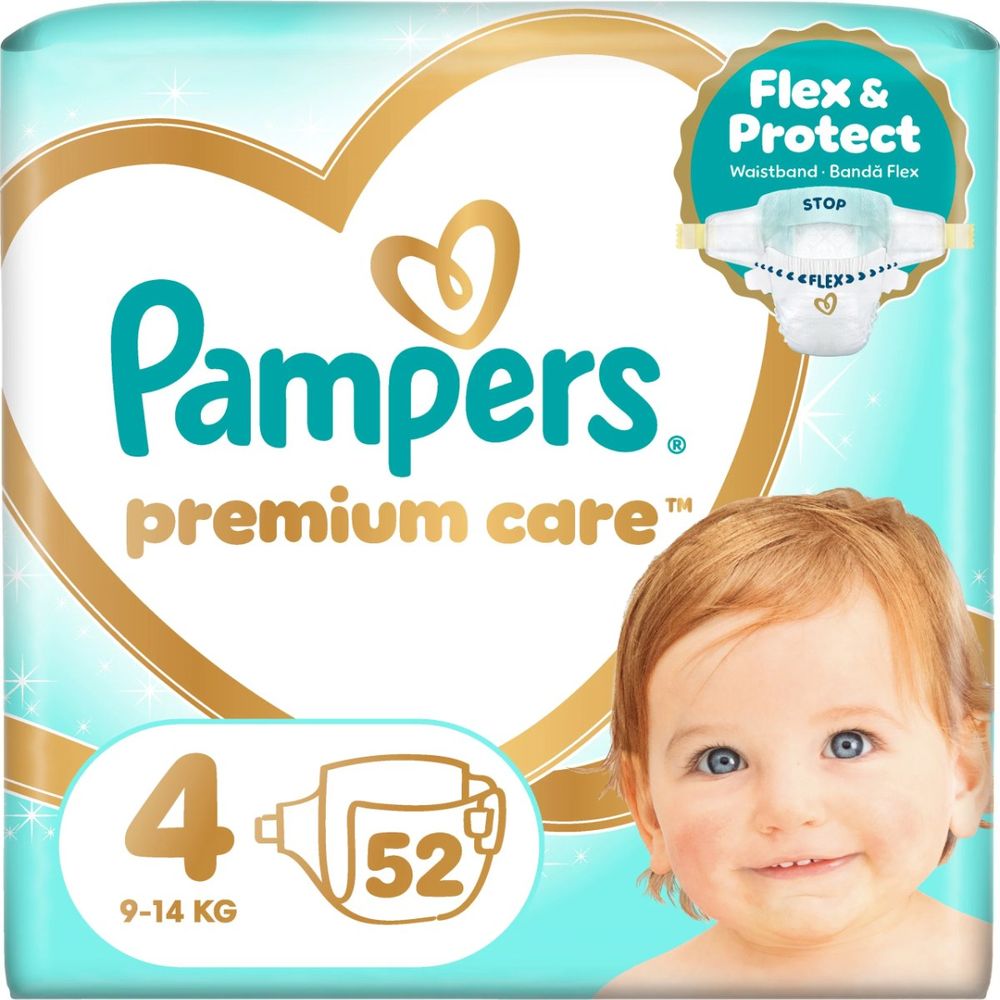 Flex &
Protect
Waistband · Bandă Flex
STOP
FLEX
Pampers®
premium care™
4
52
9-14 KG